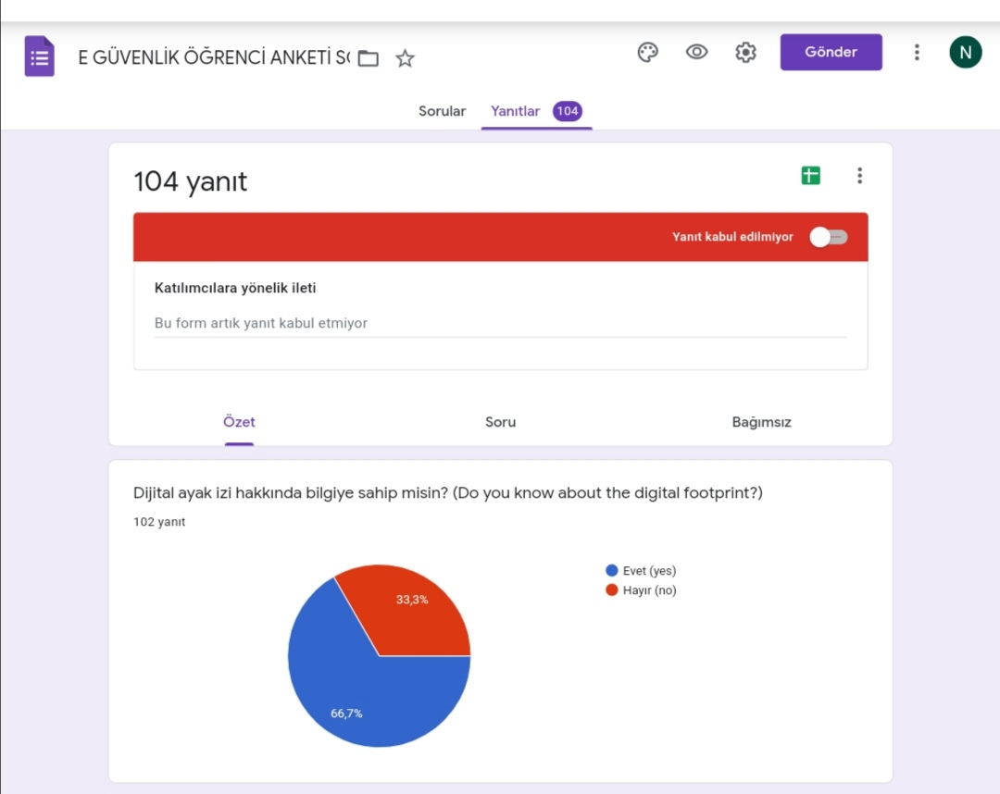 E GÜVENLİK ÖĞRENCİ ANKETİ
Gönder
N
Sorular
Yanıtlar 104
104 yanıt
Yanıt kabul edilmiyor
Katılımcılara yönelik ileti
Bu form artık yanıt kabul etmiyor
Özet
Soru
Bağımsız
Dijital ayak izi hakkında bilgiye sahip misin? (Do you know about the digital footprint?)
102 yanıt
Evet (yes)
Hayır (no)
33,3%
66,7%